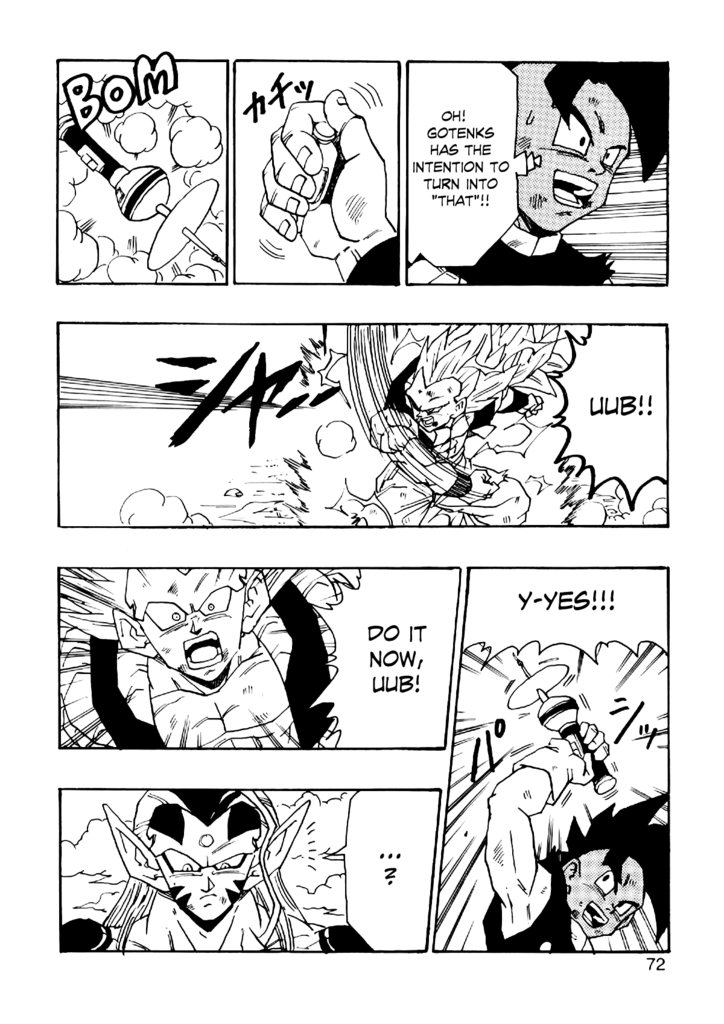 OH!
GOTENKS
HAS THE
INTENTION TO
TURN INTO
"THAT"!!
カチッ
BOM
UUB!!
シャッ
Y-YES!!!
パシッ
DO IT
NOW,
UUB!
...
?
72